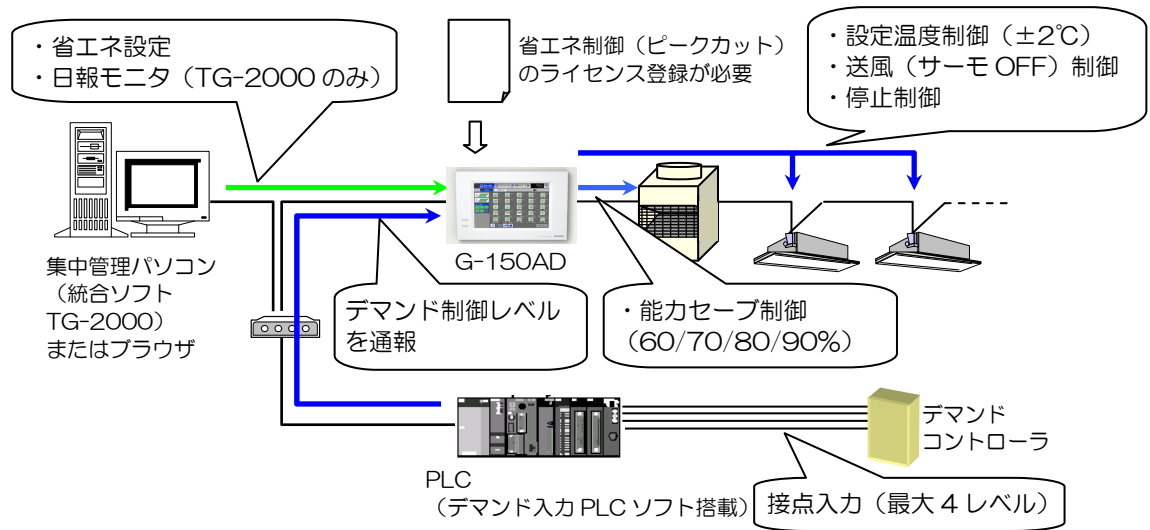 ・省エネ設定
・日報モニタ（TG-2000 のみ）
省エネ制御（ピークカット）
のライセンス登録が必要
・設定温度制御（±2℃）
・送風（サーモ OFF）制御
・停止制御
G-150AD
集中管理パソコン
（統合ソフト
TG-2000）
またはブラウザ
デマンド制御レベル
を通報
・能力セーブ制御
（60/70/80/90%）
デマンド
コントローラ
PLC
（デマンド入力 PLC ソフト搭載）
接点入力（最大 4 レベル）